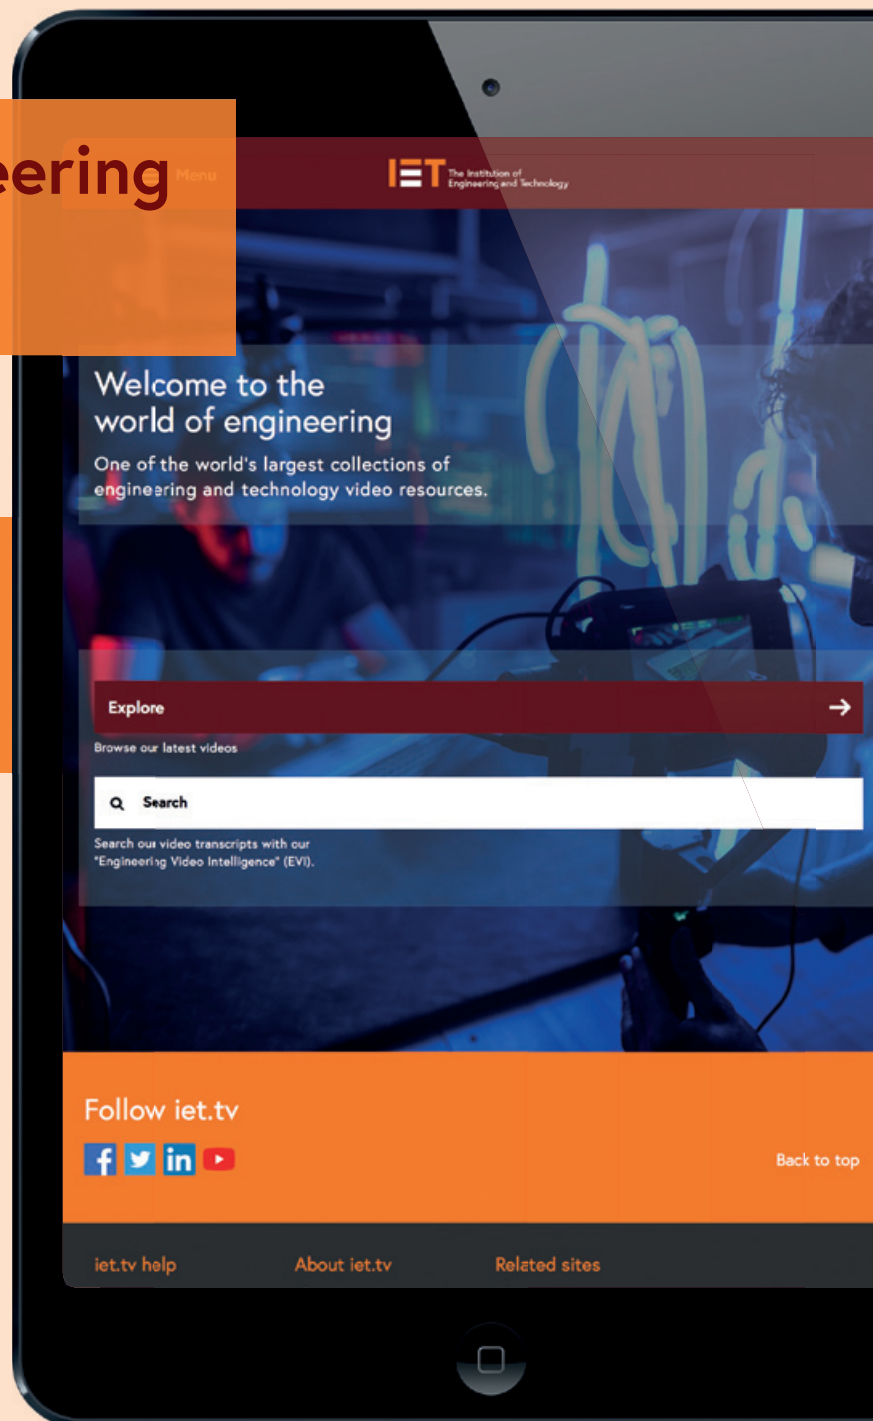 eering
Menu
IET The Institution of
Engineering and Technology
Welcome to the
world of engineering
One of the world's largest collections of
engineering and technology video resources.
Explore
Browse our latest videos
Search
Search our video transcripts with our
"Engineering Video Intelligence" (EVI).
Follow iet.tv
f in
Back to top
iet.tv help About iet.tv Related sites